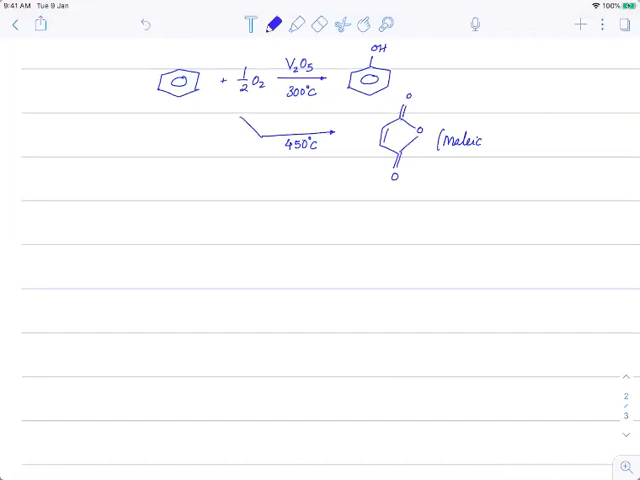 9:41 AM Tue 9 Jan
100%
OH
+ 1/2 O2 V2O5 300°C
O
O
450°C (Maleic
O
2
/
3